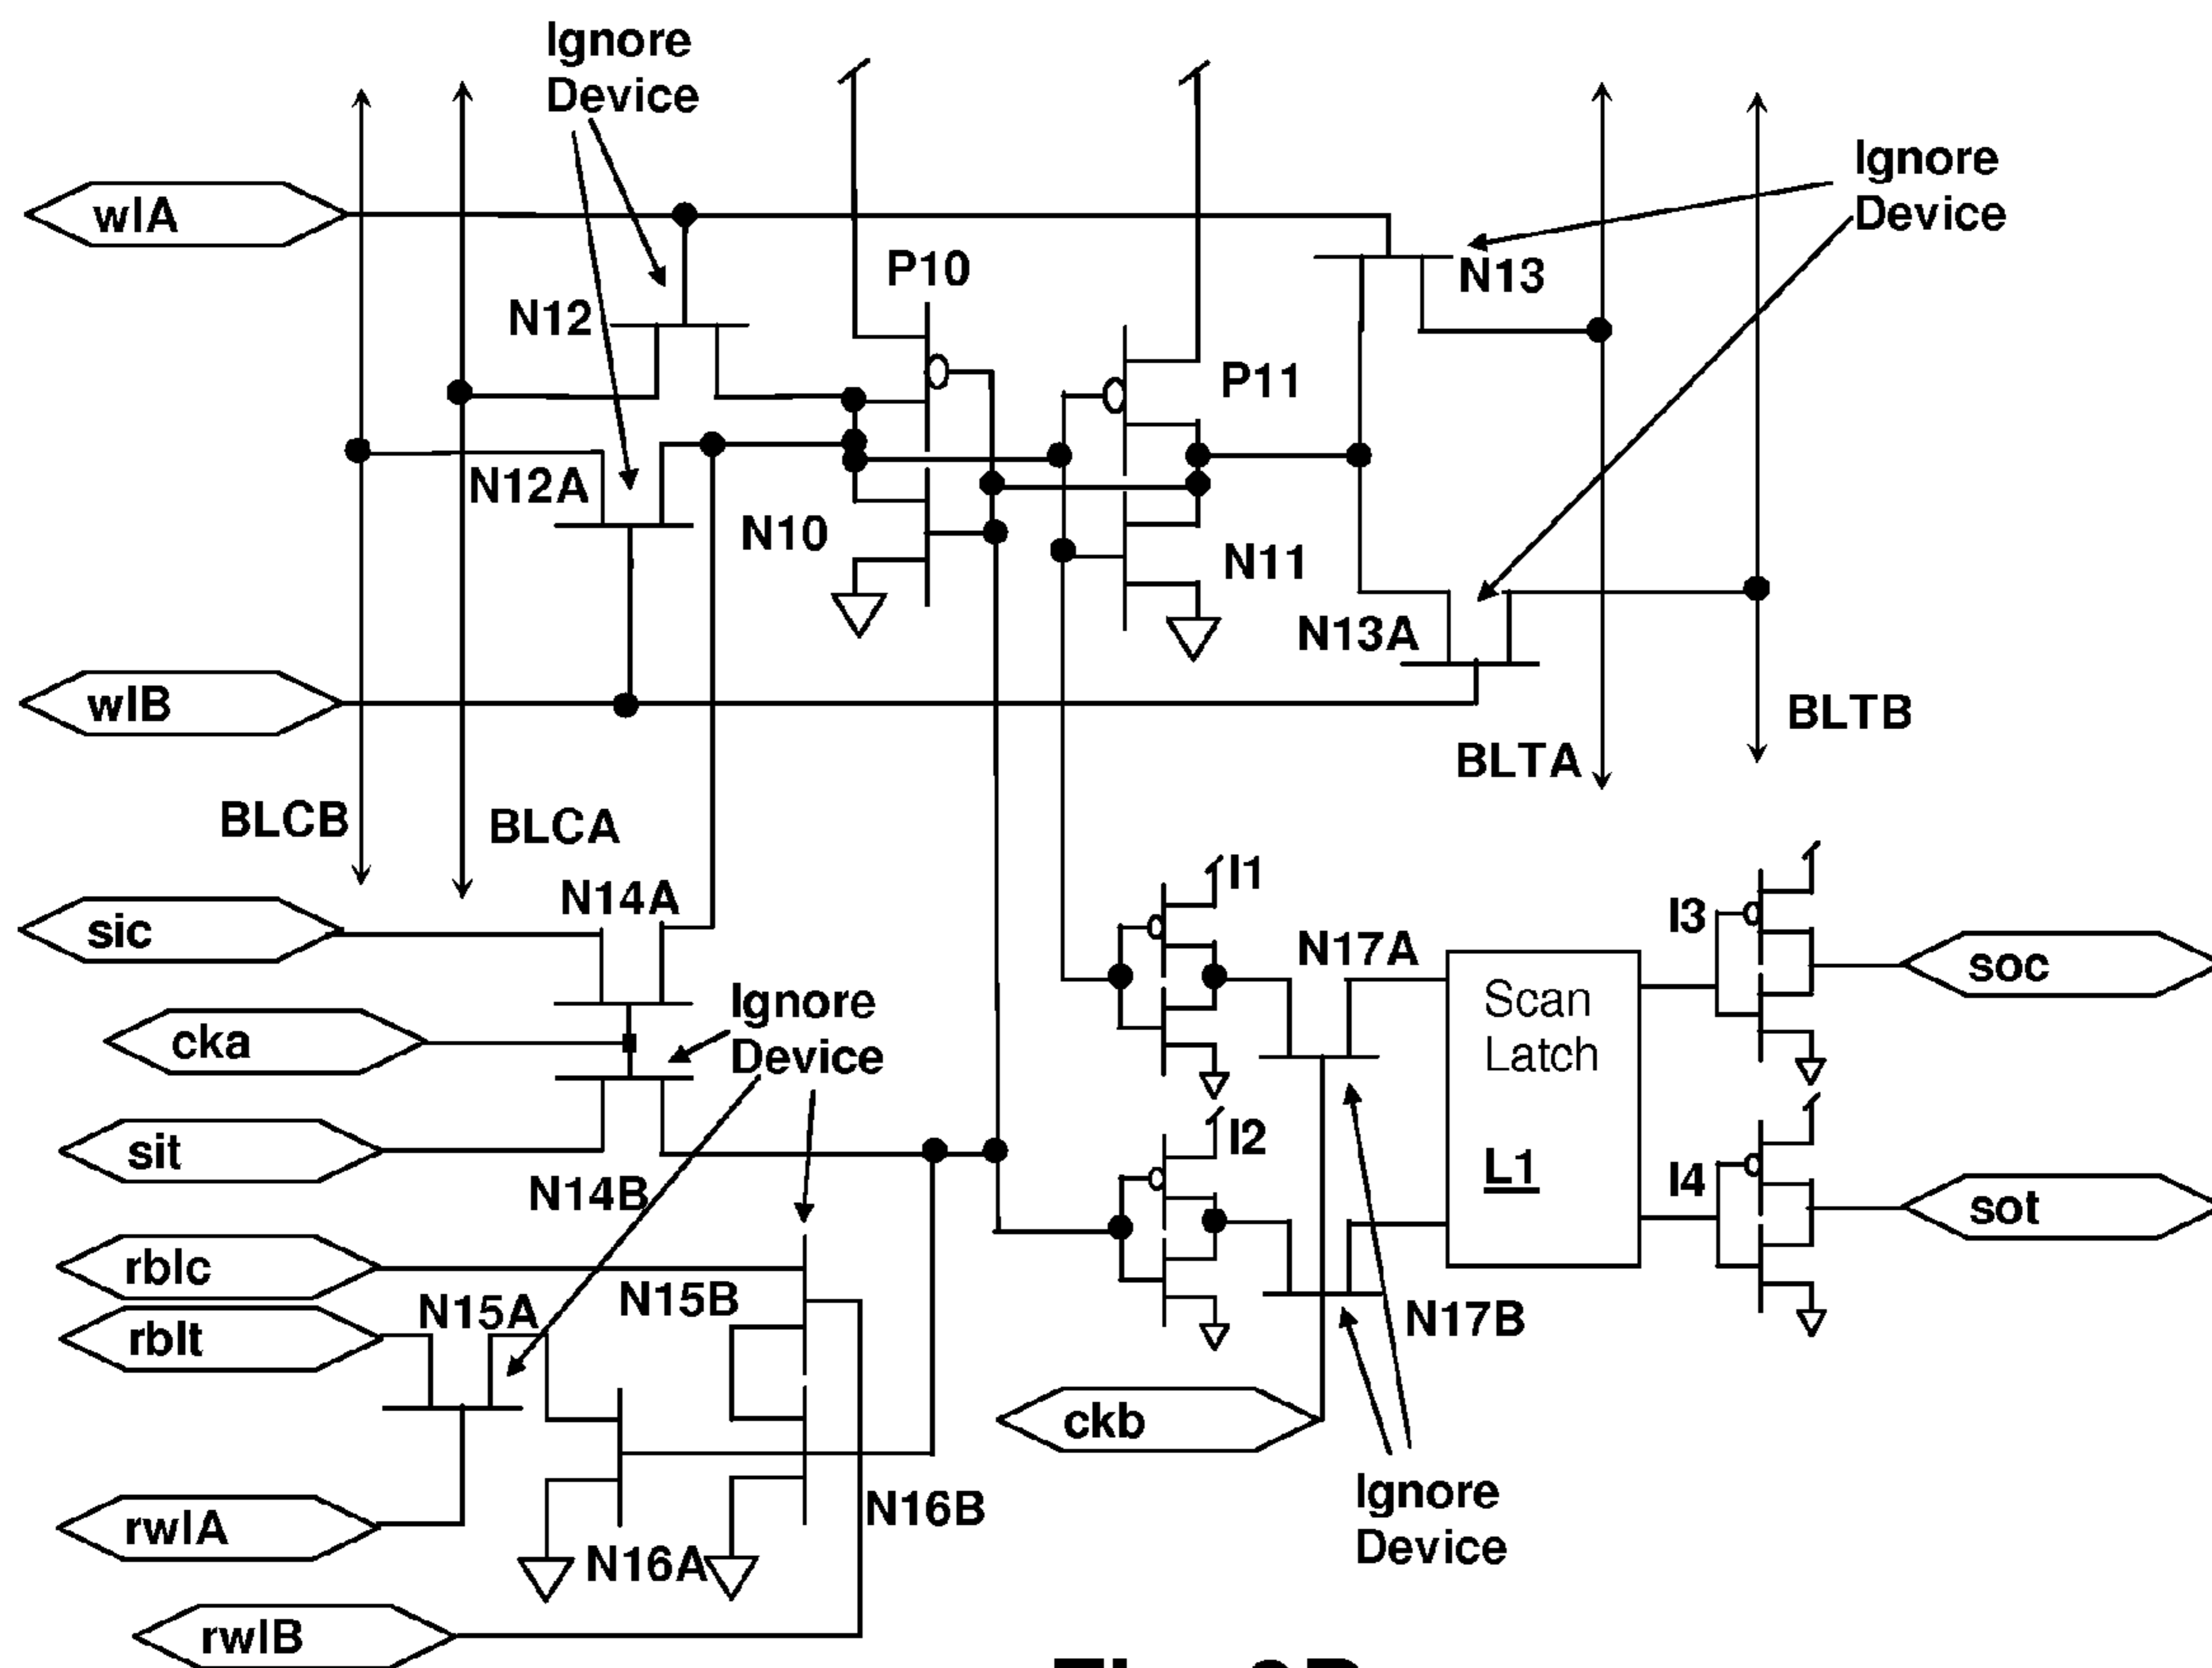 Ignore
Device
Ignore
Device
wlA
P10
N13
N12
P11
N12A
N10
N11
N13A
wlB
BLTB
BLTA
BLCB
BLCA
N14A
I1
sic
N17A
I3
soc
Ignore
Device
Scan
Latch
cka
I2
sit
L1
I4
N14B
sot
rblc
N15B
N15A
rblt
N17B
ckb
Ignore
Device
N16B
rwlA
N16A
rwlB